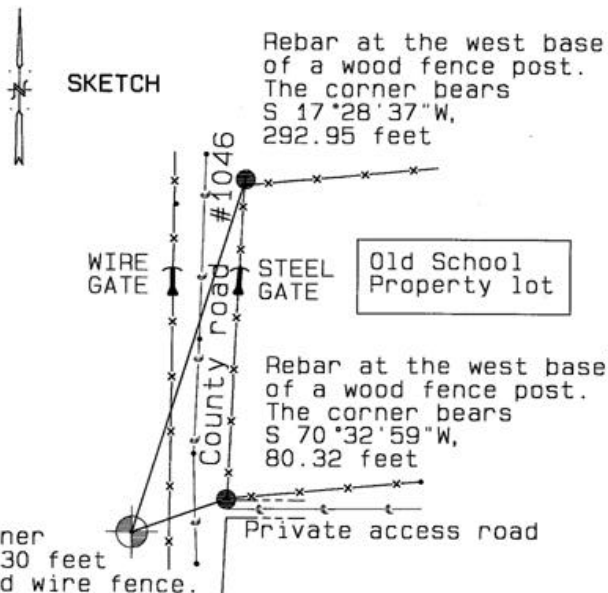 N
SKETCH
Rebar at the west base
of a wood fence post.
The corner bears
S 17°28'37"W,
292.95 feet
County road #1046
WIRE
GATE
STEEL
GATE
Old School
Property lot
Rebar at the west base
of a wood fence post.
The corner bears
S 70°32'59"W,
80.32 feet
Private access road
ner
30 feet
d wire fence.